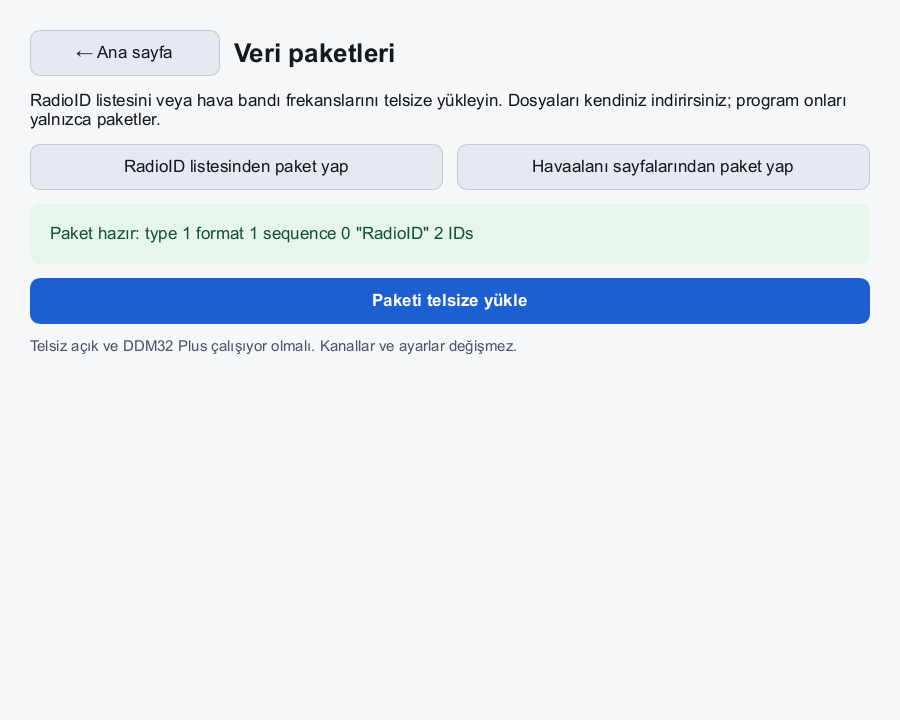 ← Ana sayfa
Veri paketleri
RadioID listesini veya hava bandı frekanslarını telsize yükleyin. Dosyaları kendiniz indirirsiniz; program onları
yalnızca paketler.
RadioID listesinden paket yap
Havaalanı sayfalarından paket yap
Paket hazır: type 1 format 1 sequence 0 "RadioID" 2 IDs
Paketi telsize yükle
Telsiz açık ve DDM32 Plus çalışıyor olmalı. Kanallar ve ayarlar değişmez.